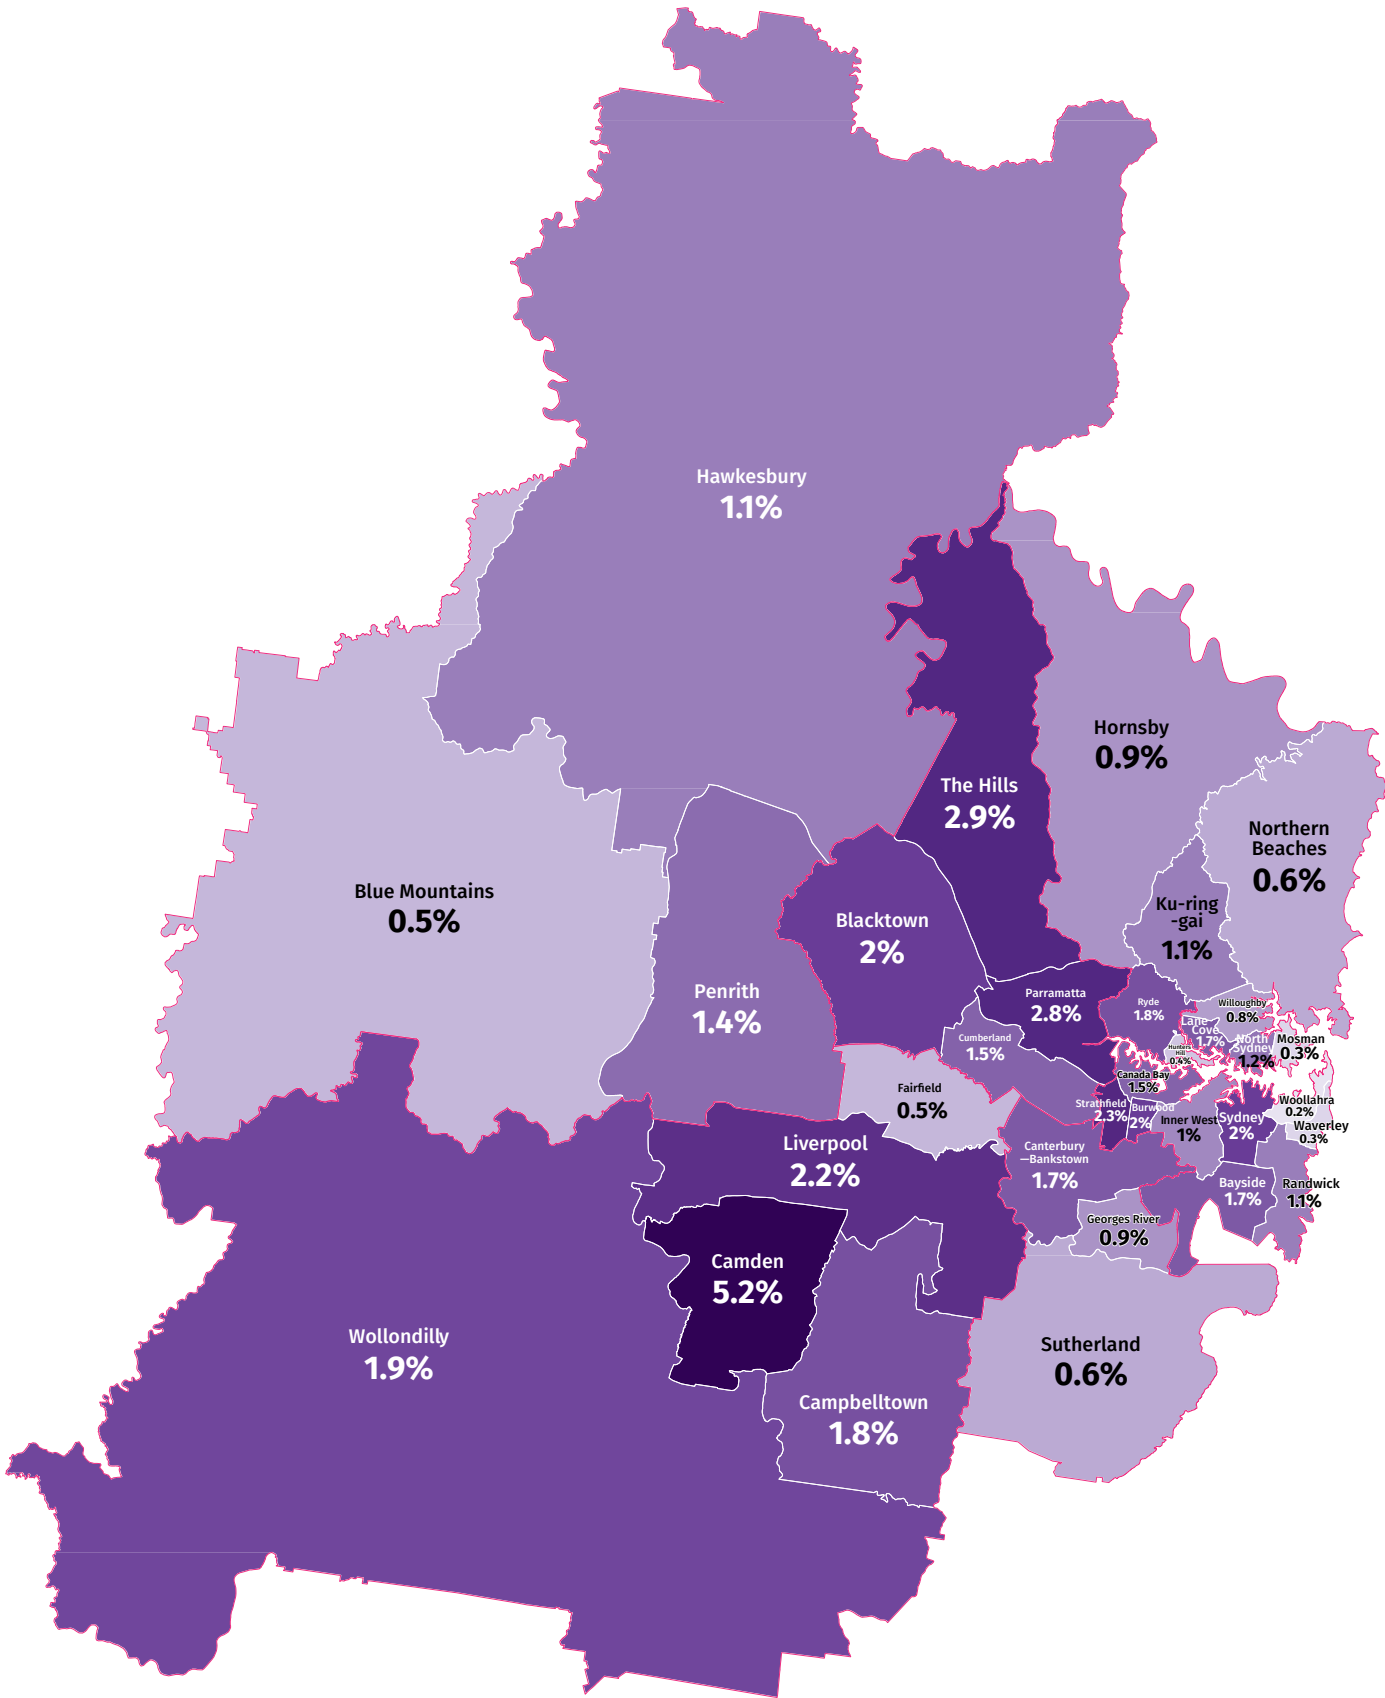 Hawkesbury
1.1%
Hornsby
0.9%
The Hills
2.9%
Northern
Beaches
0.6%
Blue Mountains
0.5%
Ku-ring
-gai
1.1%
Blacktown
2%
Penrith
1.4%
Parramatta
2.8%
Ryde
1.8%
Willoughby
0.8%
Lane
Cove
1.7%
North
Sydney
1.2%
Mosman
0.3%
Cumberland
1.5%
Hunters
Hill
0.4%
Canada Bay
1.5%
Fairfield
0.5%
Strathfield
2.3%
Burwood
2%
Inner West
1%
Sydney
2%
Wollahra
0.2%
Waverley
0.3%
Liverpool
2.2%
Canterbury
—Bankstown
1.7%
Bayside
1.7%
Randwick
1.1%
Georges River
0.9%
Camden
5.2%
Wollondilly
1.9%
Sutherland
0.6%
Campbelltown
1.8%